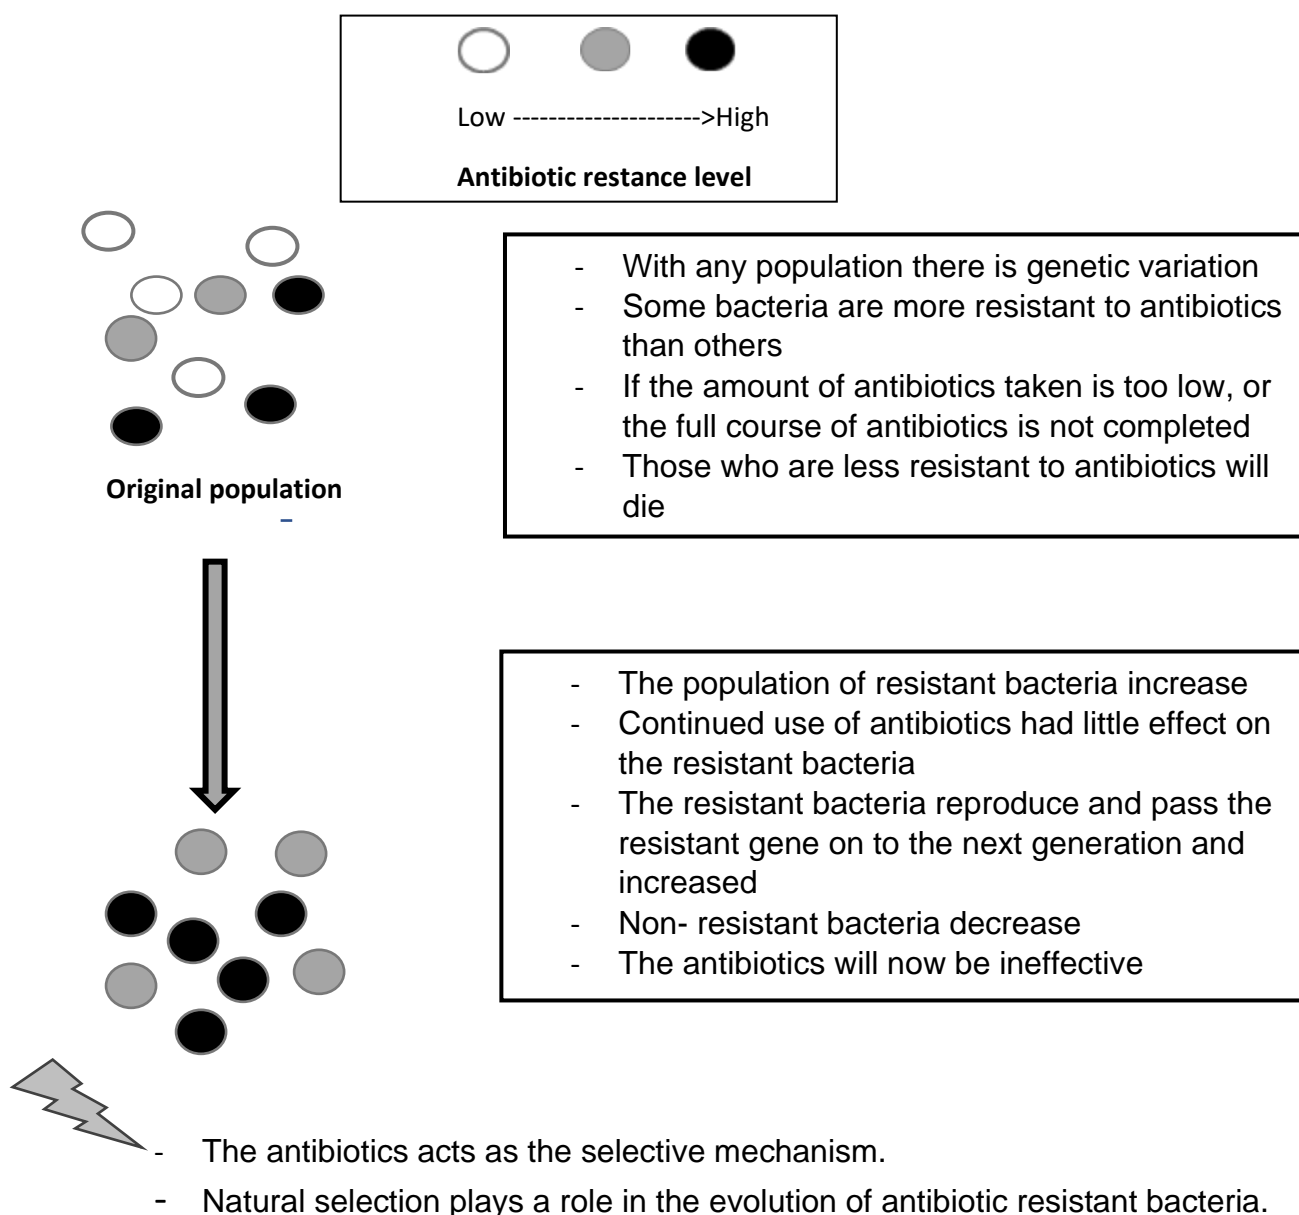 Low --------------------->High
Antibiotic restance level
- With any population there is genetic variation
- Some bacteria are more resistant to antibiotics
than others
- If the amount of antibiotics taken is too low, or
the full course of antibiotics is not completed
- Those who are less resistant to antibiotics will
die
Original population
- The population of resistant bacteria increase
- Continued use of antibiotics had little effect on
the resistant bacteria
- The resistant bacteria reproduce and pass the
resistant gene on to the next generation and
increased
- Non- resistant bacteria decrease
- The antibiotics will now be ineffective
- The antibiotics acts as the selective mechanism.
- Natural selection plays a role in the evolution of antibiotic resistant bacteria.